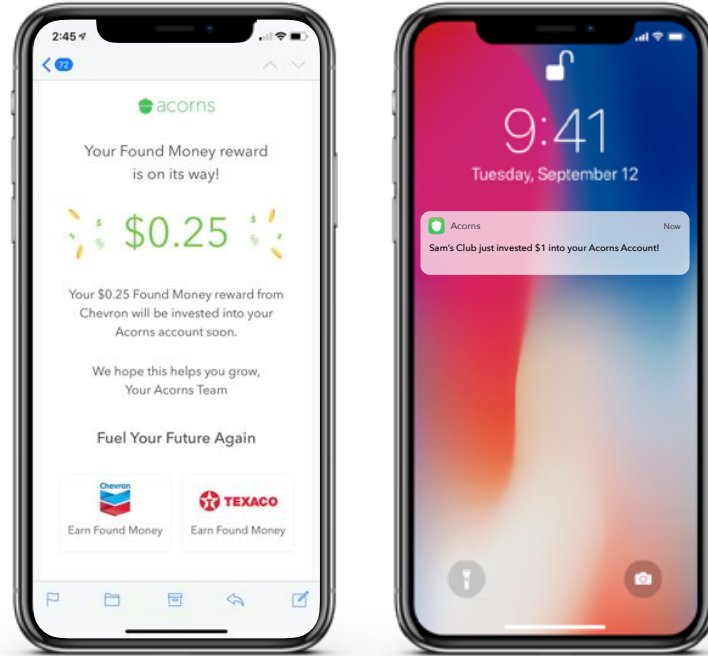 2:45
72
acorns
Your Found Money reward
is on its way!
$0.25
Your $0.25 Found Money reward from
Chevron will be invested into your
Acorns account soon.
We hope this helps you grow,
Your Acorns Team
Fuel Your Future Again
Chevron
TEXACO
Earn Found Money
Earn Found Money
9:41
Tuesday, September 12
Acorns
Now
Sam's Club just invested $1 into your Acorns Account!